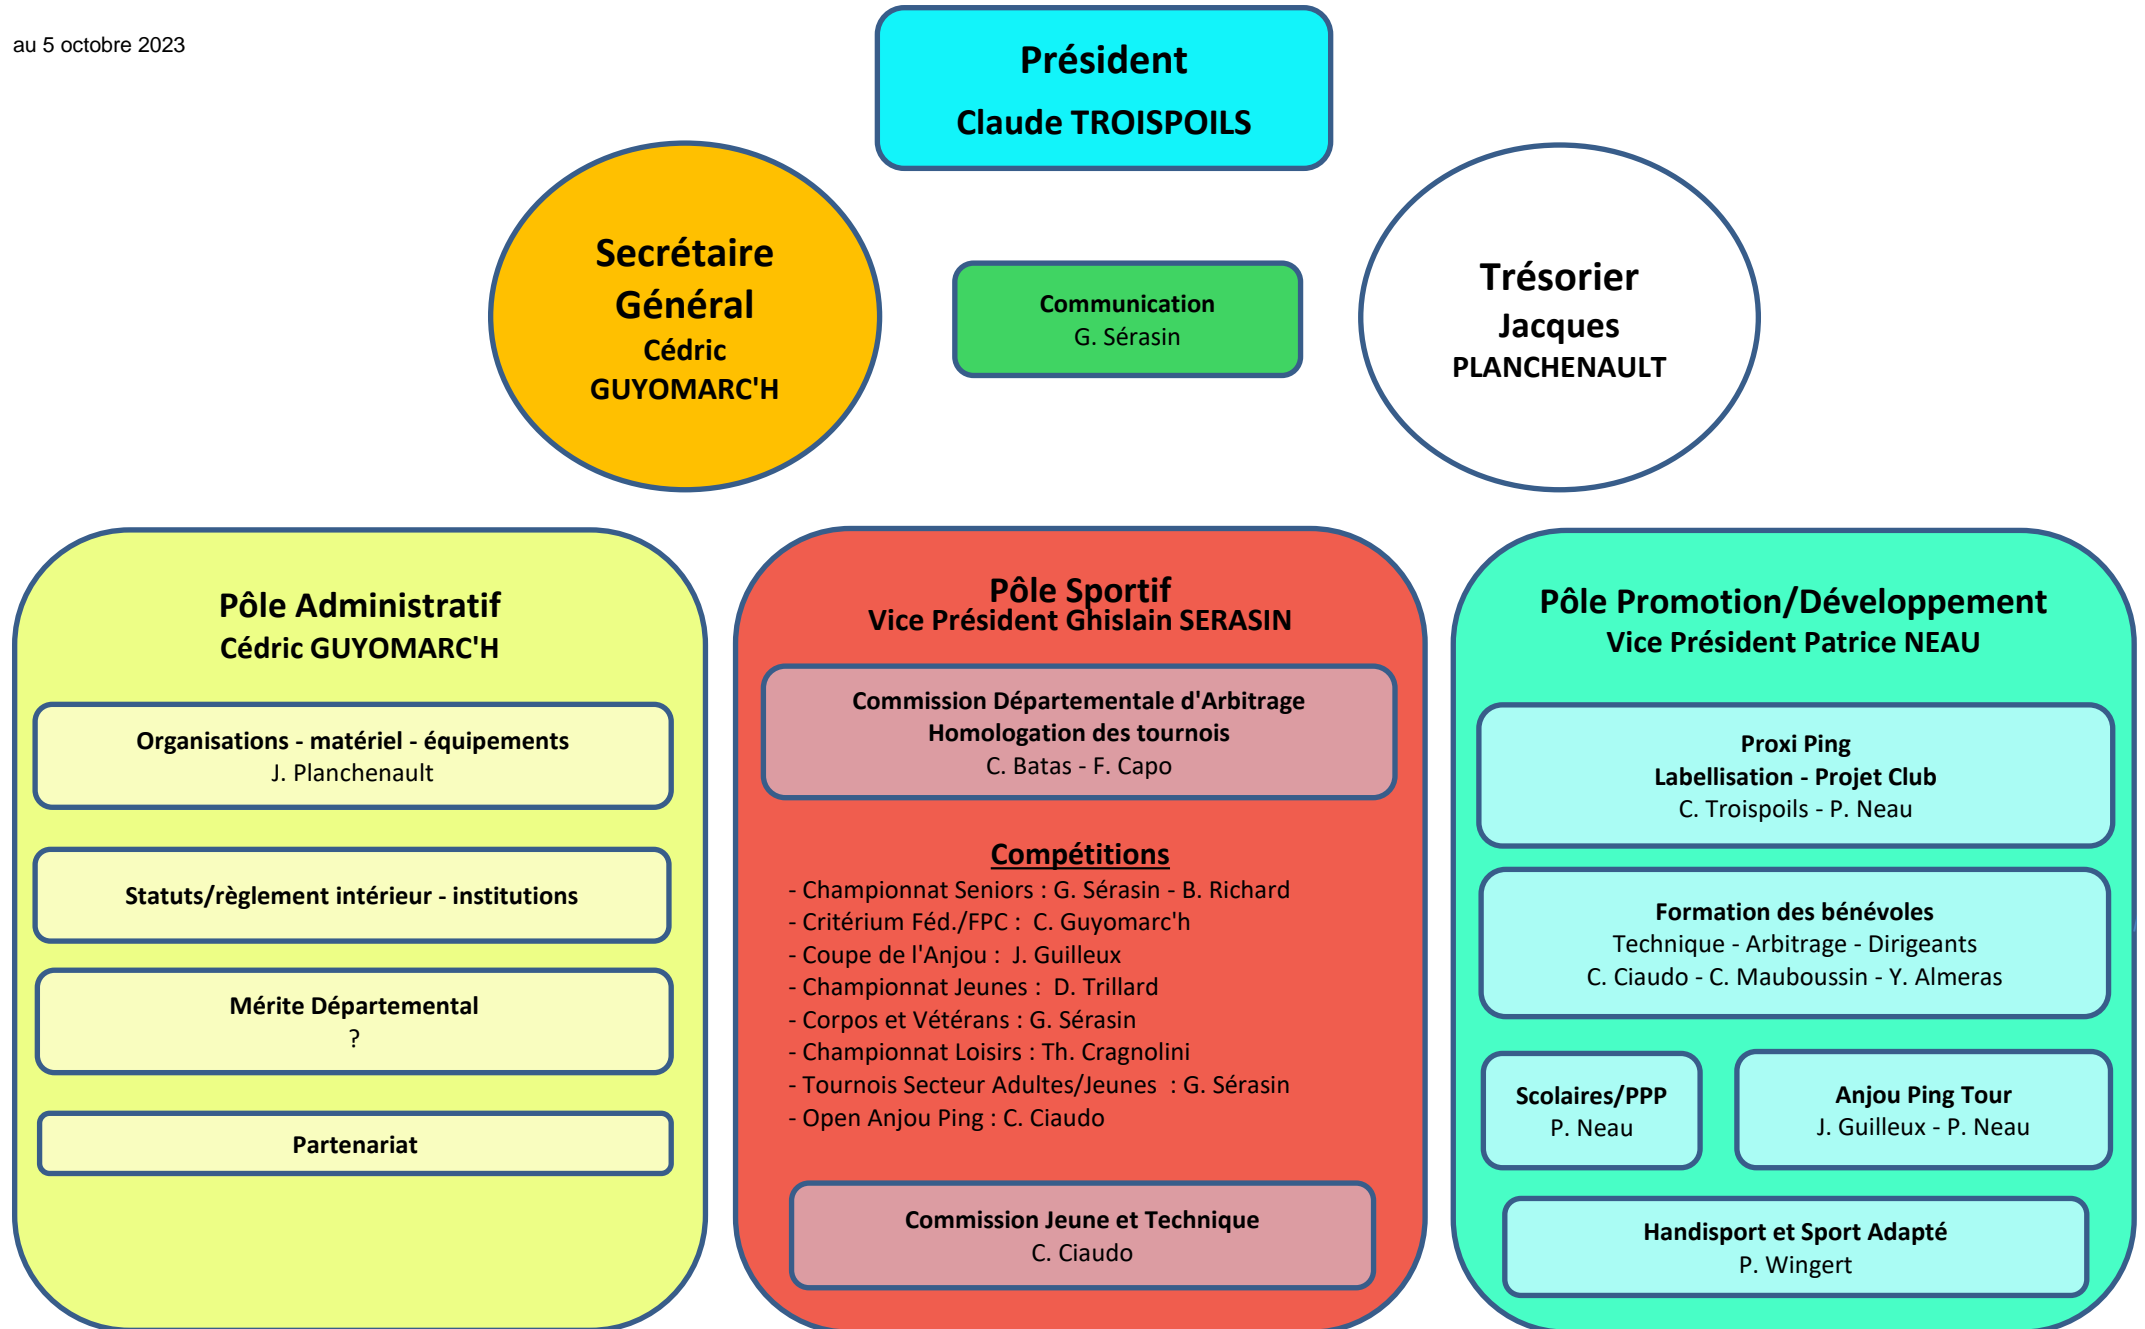 au 5 octobre 2023
Président
Claude TROISPOILS
Secrétaire
Général
Cédric
GUYOMARC'H
Communication
G. Sérasin
Trésorier
Jacques
PLANCHENAULT
Pôle Administratif
Cédric GUYOMARC'H
Organisations - matériel - équipements
J. Planchenault
Statuts/règlement intérieur - institutions
Mérite Départemental
?
Partenariat
Pôle Sportif
Vice Président Ghislain SERASIN
Commission Départementale d'Arbitrage
Homologation des tournois
C. Batas - F. Capo
Compétitions
- Championnat Seniors : G. Sérasin - B. Richard
- Critérium Féd./FPC :  C. Guyomarc'h
- Coupe de l'Anjou :  J. Guilleux
- Championnat Jeunes :  D. Trillard
- Corpos et Vétérans : G. Sérasin
- Championnat Loisirs : Th. Cragnolini
- Tournois Secteur Adultes/Jeunes  : G. Sérasin
- Open Anjou Ping : C. Ciaudo
Commission Jeune et Technique
C. Ciaudo
Pôle Promotion/Développement
Vice Président Patrice NEAU
Proxi Ping
Labellisation - Projet Club
C. Troispoils - P. Neau
Formation des bénévoles
Technique - Arbitrage - Dirigeants
C. Ciaudo - C. Mauboussin - Y. Almeras
Scolaires/PPP
P. Neau
Anjou Ping Tour
J. Guilleux - P. Neau
Handisport et Sport Adapté
P. Wingert